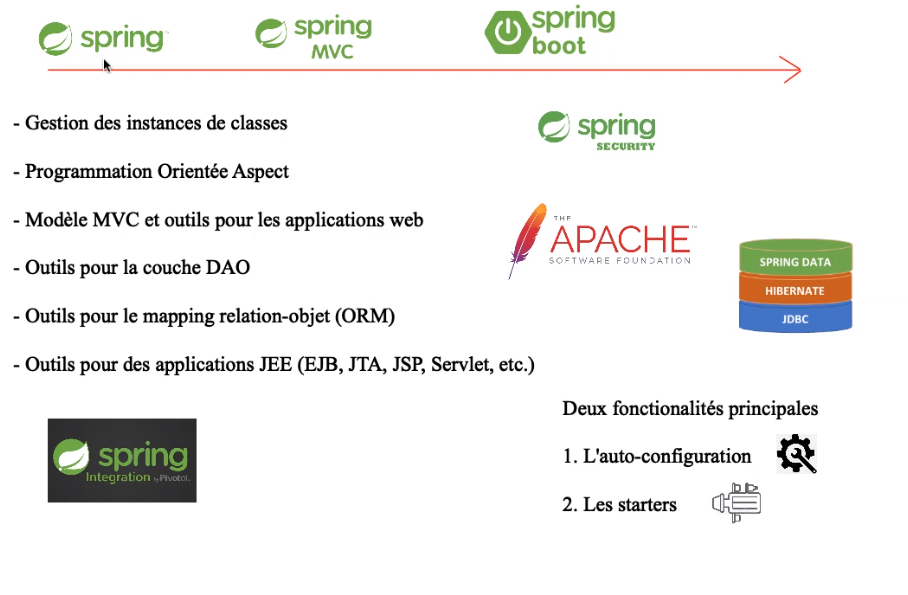 spring
spring
MVC
spring
boot
- Gestion des instances de classes
spring
SECURITY
- Programmation Orientée Aspect
- Modèle MVC et outils pour les applications web
THE
APACHE
SOFTWARE FOUNDATION
- Outils pour la couche DAO
SPRING DATA
HIBERNATE
JDBC
- Outils pour le mapping relation-objet (ORM)
- Outils pour des applications JEE (EJB, JTA, JSP, Servlet, etc.)
Deux fonctionalités principales
spring
Integration by Pivotal.
1. L'auto-configuration
2. Les starters